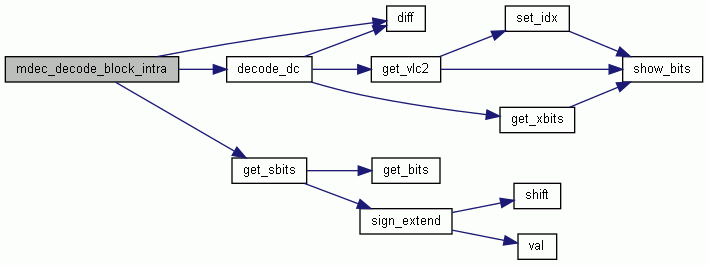 mdec_decode_block_intra
diff
decode_dc
get_vlc2
set_idx
show_bits
get_xbits
get_sbits
get_bits
sign_extend
shift
val